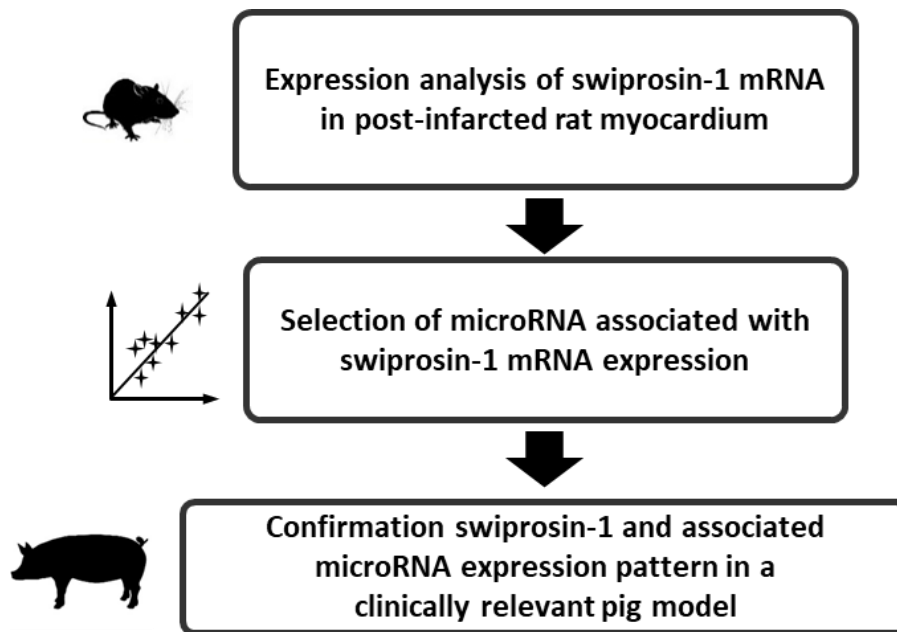 Expression analysis of swiprosin-1 mRNA
in post-infarcted rat myocardium
Selection of microRNA associated with
swiprosin-1 mRNA expression
Confirmation swiprosin-1 and associated
microRNA expression pattern in a
clinically relevant pig model